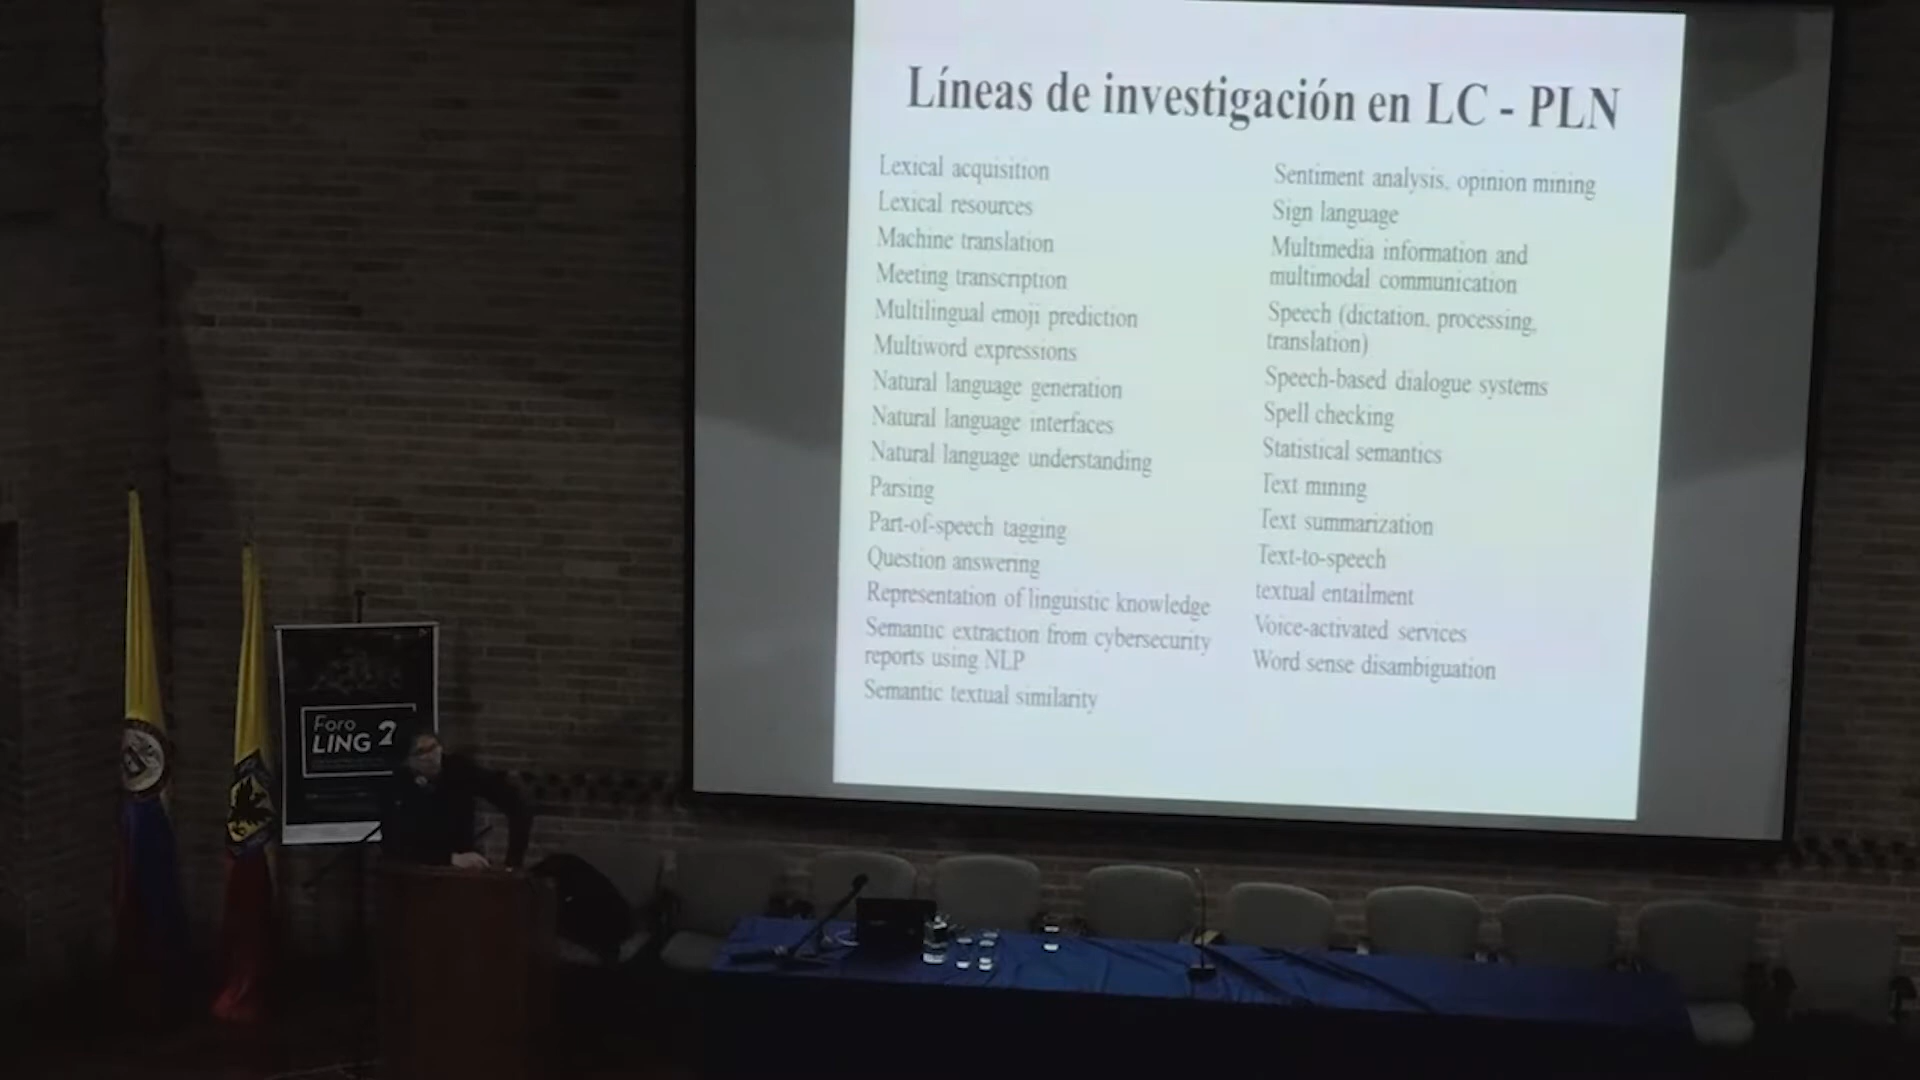 Líneas de investigación en LC - PLN
Lexical acquisition
Lexical resources
Machine translation
Meeting transcription
Multilingual emoji prediction
Multiword expressions
Natural language generation
Natural language interfaces
Natural language understanding
Parsing
Part-of-speech tagging
Question answering
Representation of linguistic knowledge
Semantic extraction from cybersecurity
reports using NLP
Semantic textual similarity
Sentiment analysis, opinion mining
Sign language
Multimedia information and
multimodal communication
Speech (dictation, processing,
translation)
Speech-based dialogue systems
Spell checking
Statistical semantics
Text mining
Text summarization
Text-to-speech
textual entailment
Voice-activated services
Word sense disambiguation
Foro
LING 2